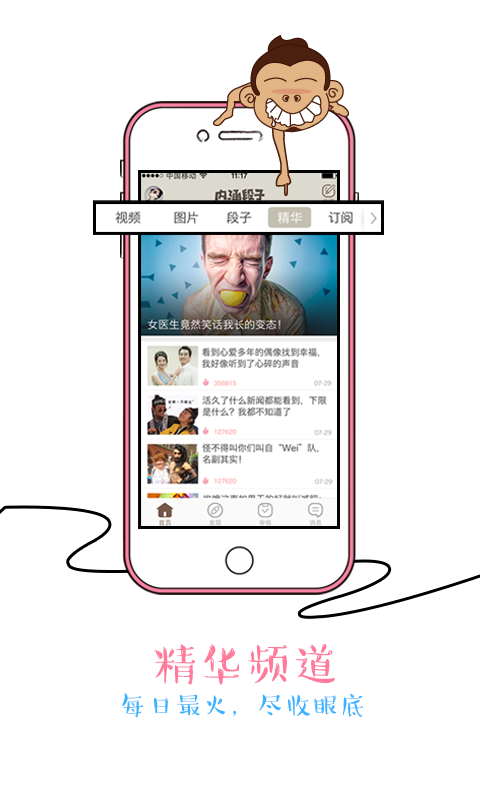 中国移动 11:17
内涵段子
视频 图片 段子 精华 订阅
女医生竟然笑话我长的变态！
看到心爱多年的偶像找到幸福，
我好像听到了心碎的声音
356815 07-29
活久了什么新闻都能看到、下限
是什么？我都不知道了
127620 07-29
怪不得叫你们叫自“Wei”队，
名副其实！
127620 07-29
首页 发现 审核 消息
精华频道
每日最火，尽收眼底